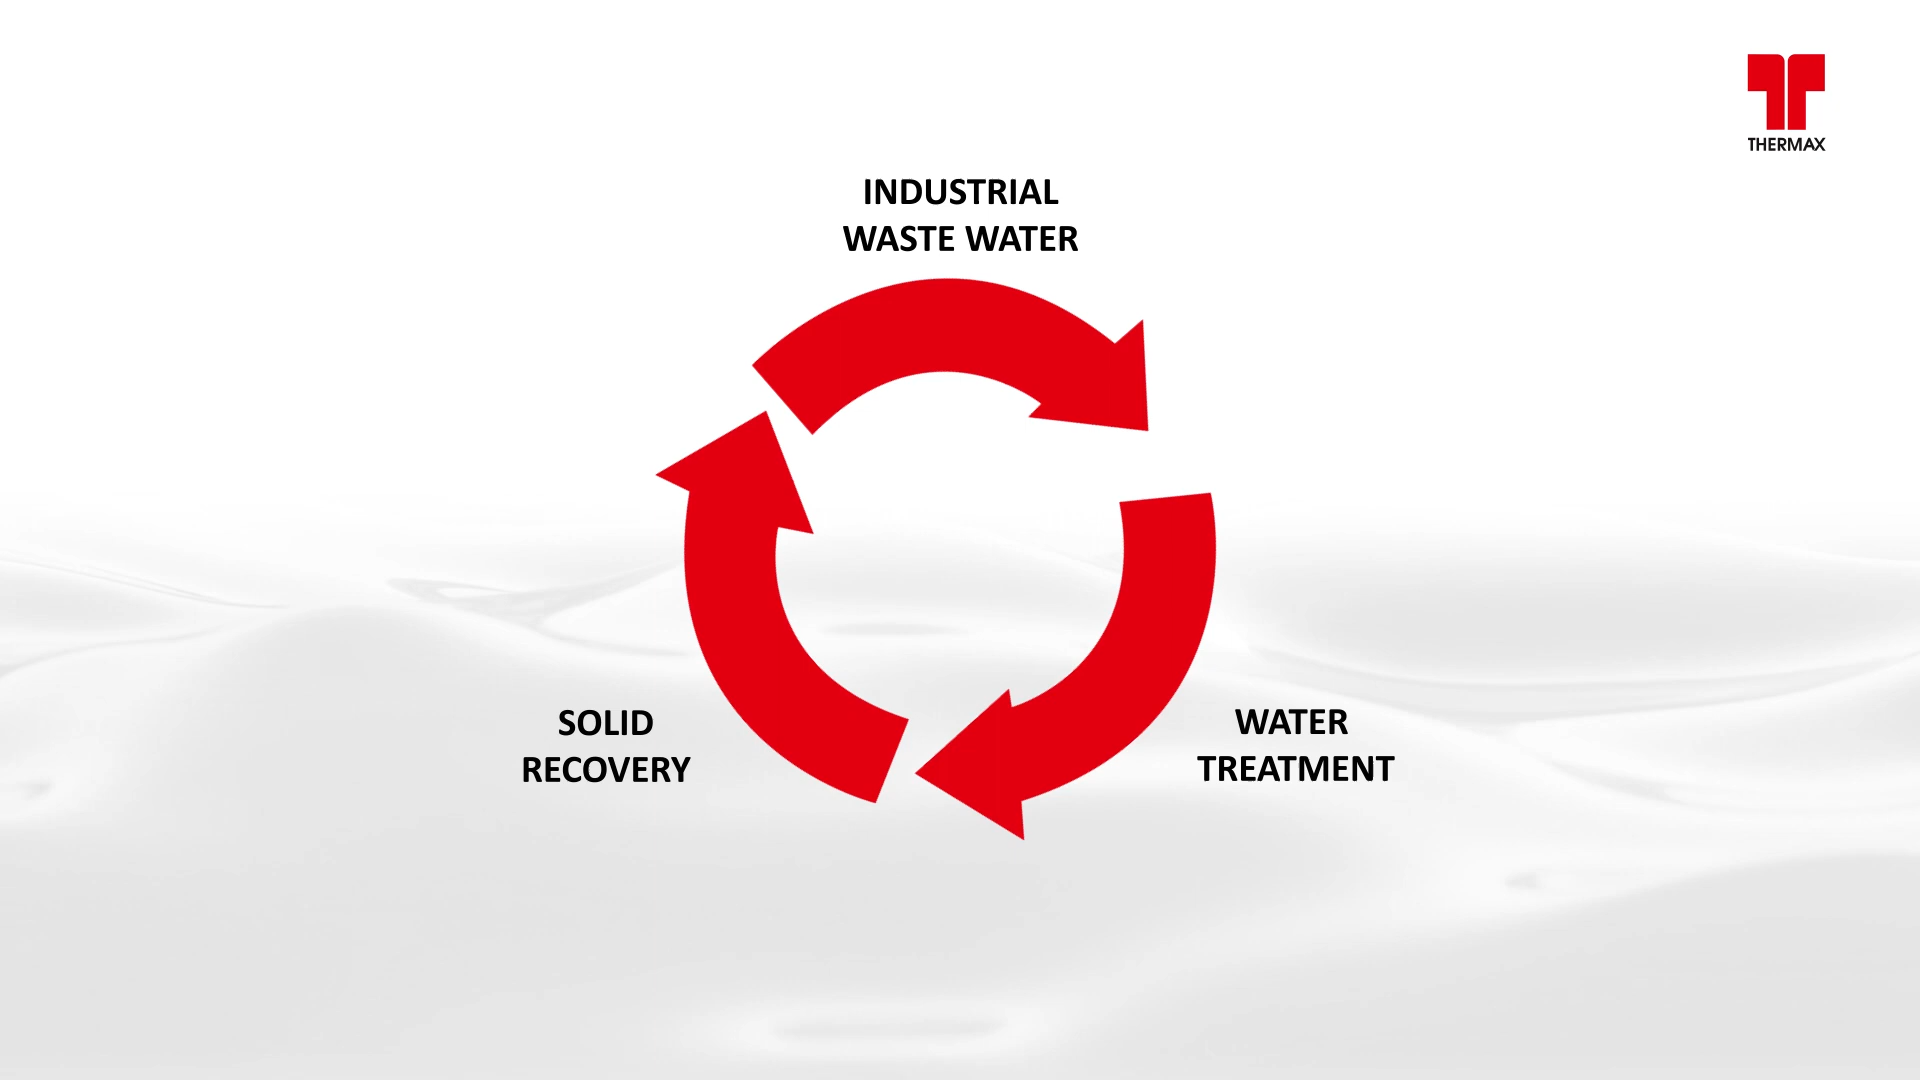 THERMAX
INDUSTRIAL
WASTE WATER
SOLID
RECOVERY
WATER
TREATMENT